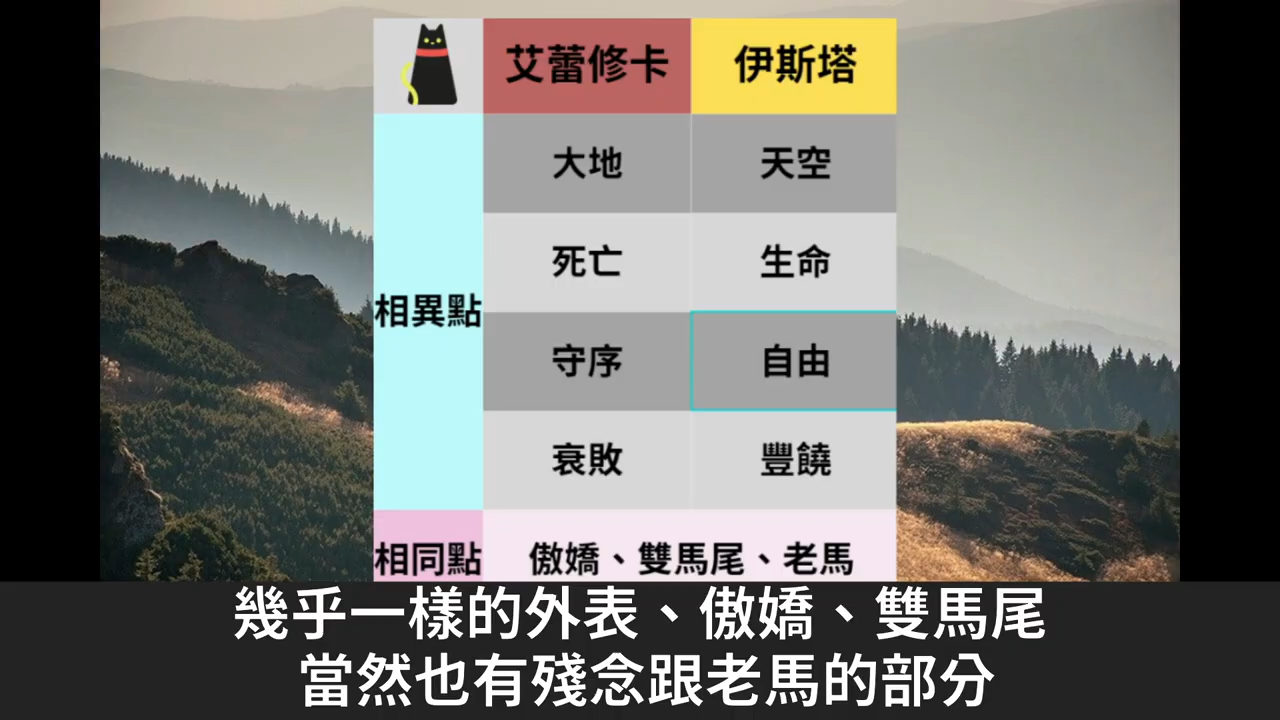 艾蕾修卡 伊斯塔
大地 天空
死亡 生命
相異點
守序 自由
衰敗 豐饒
相同點 傲嬌、雙馬尾、老馬
幾乎一樣的外表、傲嬌、雙馬尾
當然也有殘念跟老馬的部分